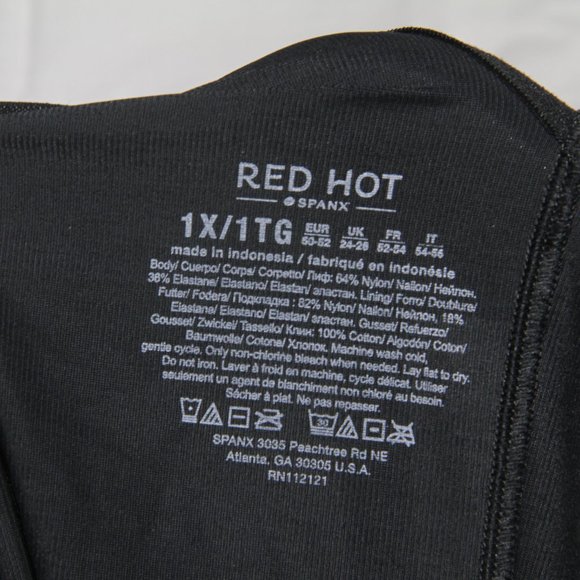 RED HOT
SPANX
1X/1TG EUR 50-52 UK 24-26 FR 52-54 IT 54-56
made in indonesia / fabriqué en indonésie
Body/ Cuerpo/ Corps/ Corpetto/ Лиф: 64% Nylon/ Nailon/ Нейлон.
36% Elastane/ Elastano/ Elastan/ эластан. Lining/ Forro/ Doublure/
Futter/ Fodera/ Подкладка : 82% Nylon/ Nailon/ Нейлон, 18%
Elastane/ Elastano/ Elastan/ эластан. Gusset/ Refuerzo/
Gousset/ Zwickel/ Tassello/ Клин: 100% Cotton/ Algodón/ Coton/
Baumwolle/ Cotone/ Хлопок. Machine wash cold,
gentle cycle. Only non-chlorine bleach when needed. Lay flat to dry.
Do not iron. Laver à froid en machine, cycle délicat. Utiliser
seulement un agent de blanchiment non chloré au besoin.
Sécher à plat. Ne pas repasser.
30
SPANX 3035 Peachtree Rd NE
Atlanta, GA 30305 U.S.A.
RN112121